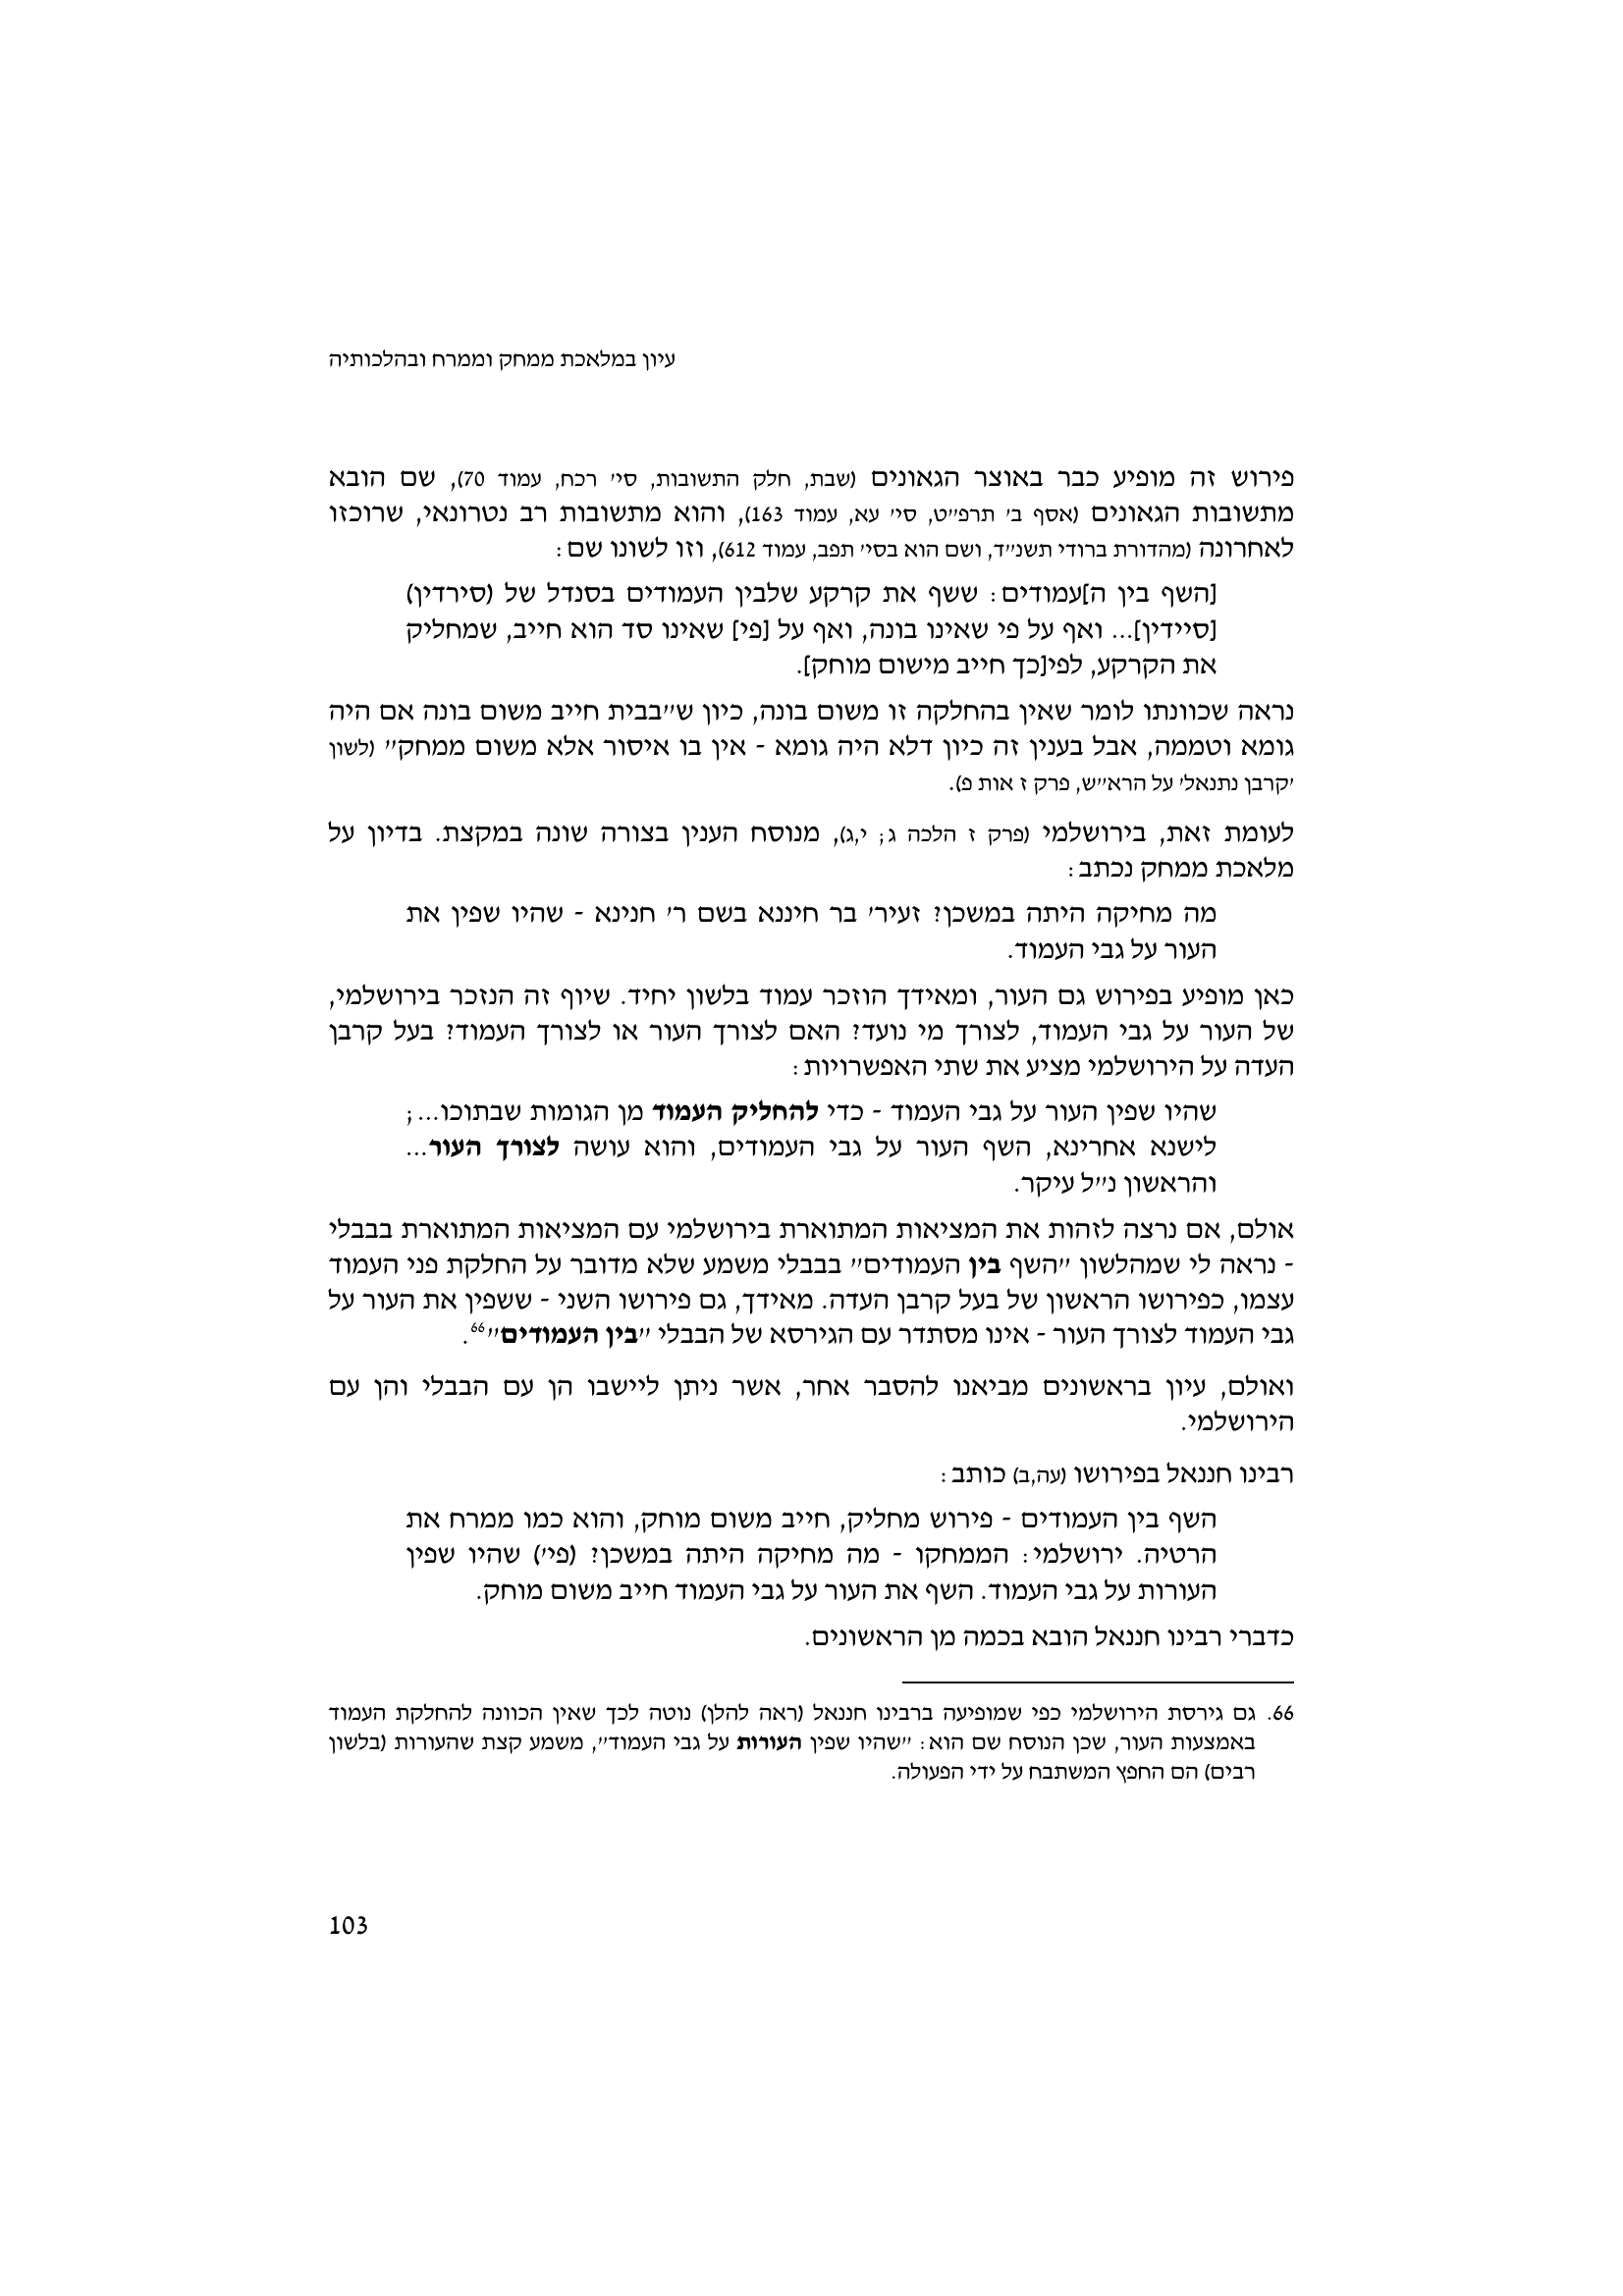 עיון במלאכת ממחק וממרח ובהלכותיה
פירוש זה מופיע כבר באוצר הגאונים (שבת, חלק התשובות, סי' רכח, עמוד 70), שם הובא
מתשובות הגאונים (אסף ב' תרפ״ט, סי' עא, עמוד 163), והוא מתשובות רב נטרונאי, שרוכזו
לאחרונה (מהדורת ברודי תשנ״ד, ושם הוא בסי' תפב, עמוד 612), וזו לשונו שם:
[השף בין ה]עמודים: ששף את קרקע שלבין העמודים בסנדל של (סירדין)
[סיידין]... ואף על פי שאינו בונה, ואף על [פי] שאינו סד הוא חייב, שמחליק
את הקרקע, לפי[כך חייב מישום מוחק].
נראה שכוונתו לומר שאין בהחלקה זו משום בונה, כיון ש״בבית חייב משום בונה אם היה
גומא וטממה, אבל בענין זה כיון דלא היה גומא - אין בו איסור אלא משום ממחק״ (לשון
'קרבן נתנאל' על הרא״ש, פרק ז אות פ).
לעומת זאת, בירושלמי (פרק ז הלכה ג; י,ג), מנוסח הענין בצורה שונה במקצת. בדיון על
מלאכת ממחק נכתב:
מה מחיקה היתה במשכן? זעיר' בר חיננא בשם ר' חנינא - שהיו שפין את
העור על גבי העמוד.
כאן מופיע בפירוש גם העור, ומאידך הוזכר עמוד בלשון יחיד. שיוף זה הנזכר בירושלמי,
של העור על גבי העמוד, לצורך מי נועד? האם לצורך העור או לצורך העמוד? בעל קרבן
העדה על הירושלמי מציע את שתי האפשרויות:
שהיו שפין העור על גבי העמוד - כדי להחליק העמוד מן הגומות שבתוכו...;
לישנא אחרינא, השף העור על גבי העמודים, והוא עושה לצורך העור...
והראשון נ״ל עיקר.
אולם, אם נרצה לזהות את המציאות המתוארת בירושלמי עם המציאות המתוארת בבבלי
- נראה לי שמהלשון ״השף בין העמודים״ בבבלי משמע שלא מדובר על החלקת פני העמוד
עצמו, כפירושו הראשון של בעל קרבן העדה. מאידך, גם פירושו השני - ששפין את העור על
גבי העמוד לצורך העור - אינו מסתדר עם הגירסא של הבבלי ״בין העמודים״66.
ואולם, עיון בראשונים מביאנו להסבר אחר, אשר ניתן ליישבו הן עם הבבלי והן עם
הירושלמי.
רבינו חננאל בפירושו (עה,ב) כותב:
השף בין העמודים - פירוש מחליק, חייב משום מוחק, והוא כמו ממרח את
הרטיה. ירושלמי: הממחקו - מה מחיקה היתה במשכן? (פי') שהיו שפין
העורות על גבי העמוד. השף את העור על גבי העמוד חייב משום מוחק.
כדברי רבינו חננאל הובא בכמה מן הראשונים.
66. גם גירסת הירושלמי כפי שמופיעה ברבינו חננאל (ראה להלן) נוטה לכך שאין הכוונה להחלקת העמוד
באמצעות העור, שכן הנוסח שם הוא: ״שהיו שפין העורות על גבי העמוד״, משמע קצת שהעורות (בלשון
רבים) הם החפץ המשתבח על ידי הפעולה.
103